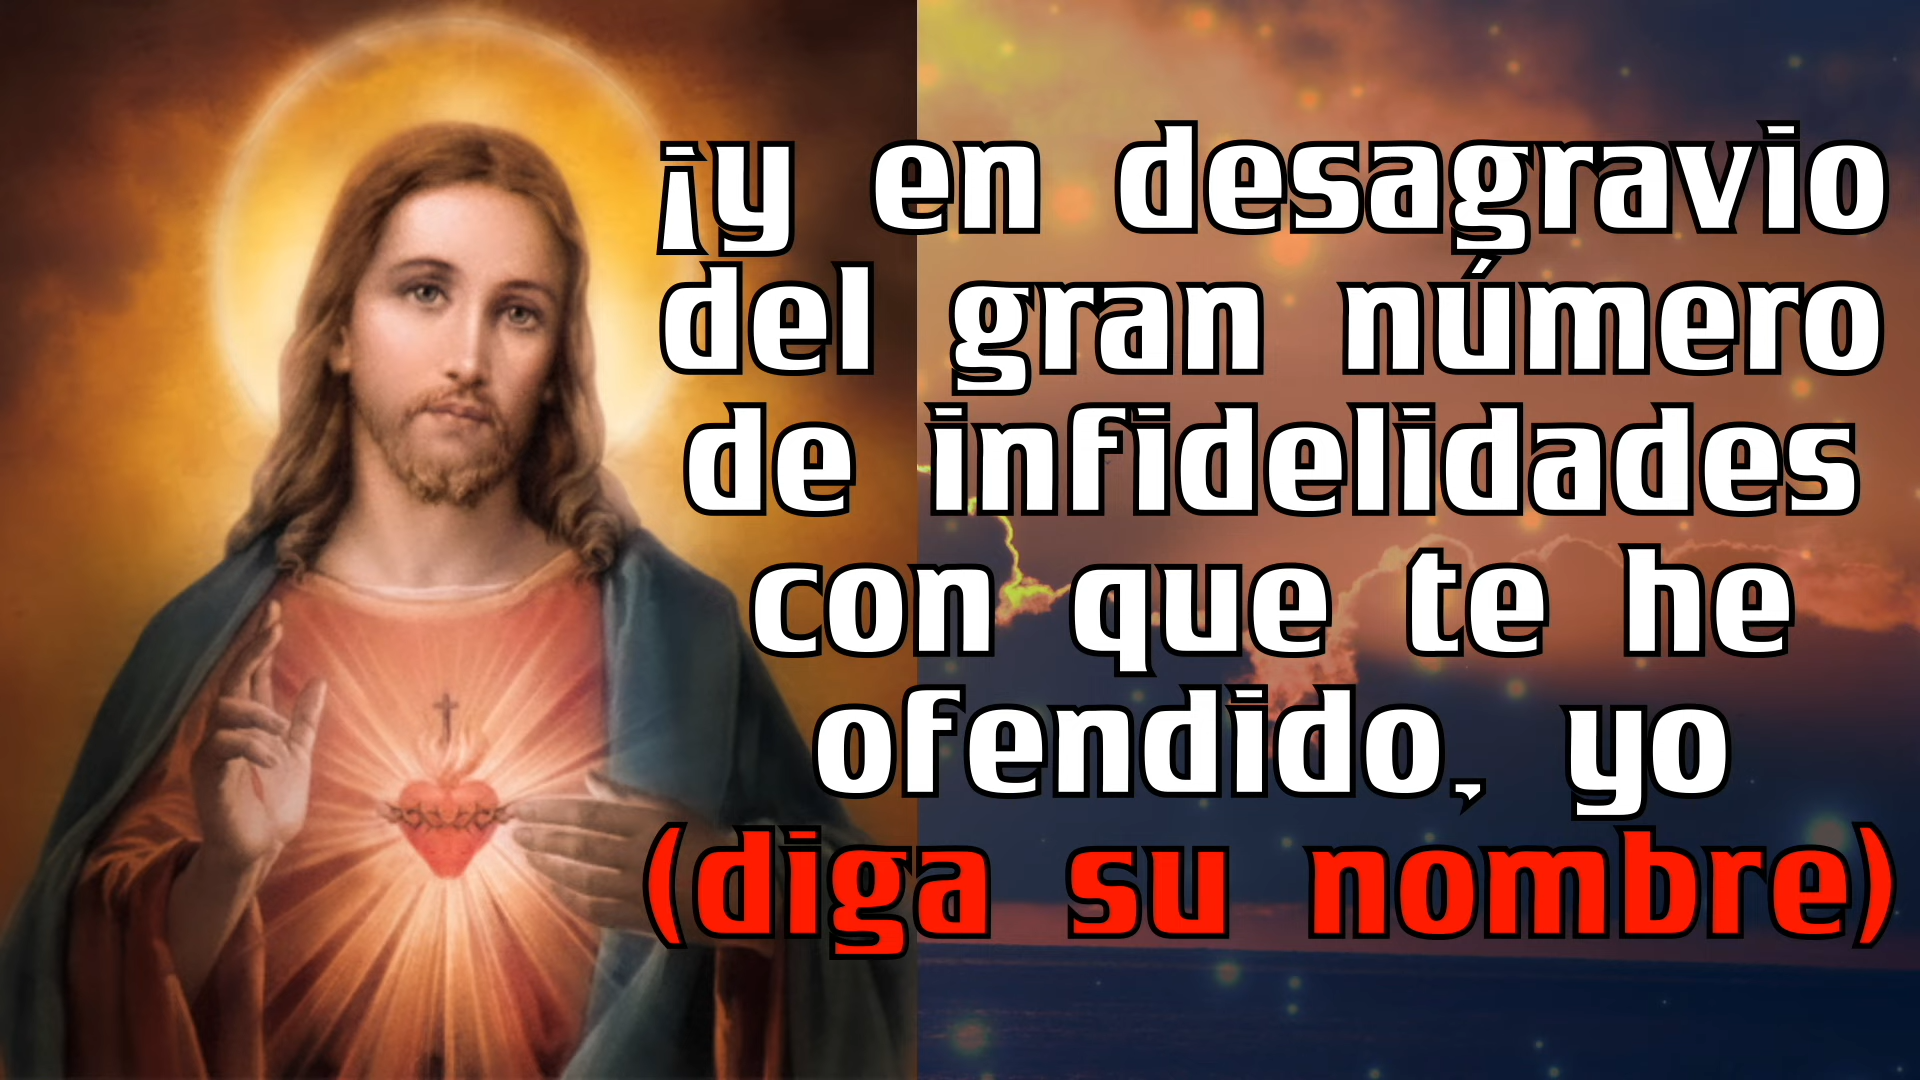 ¡y en desagravio
del gran número
de infidelidades
con que te he
ofendido, yo
(diga su nombre)